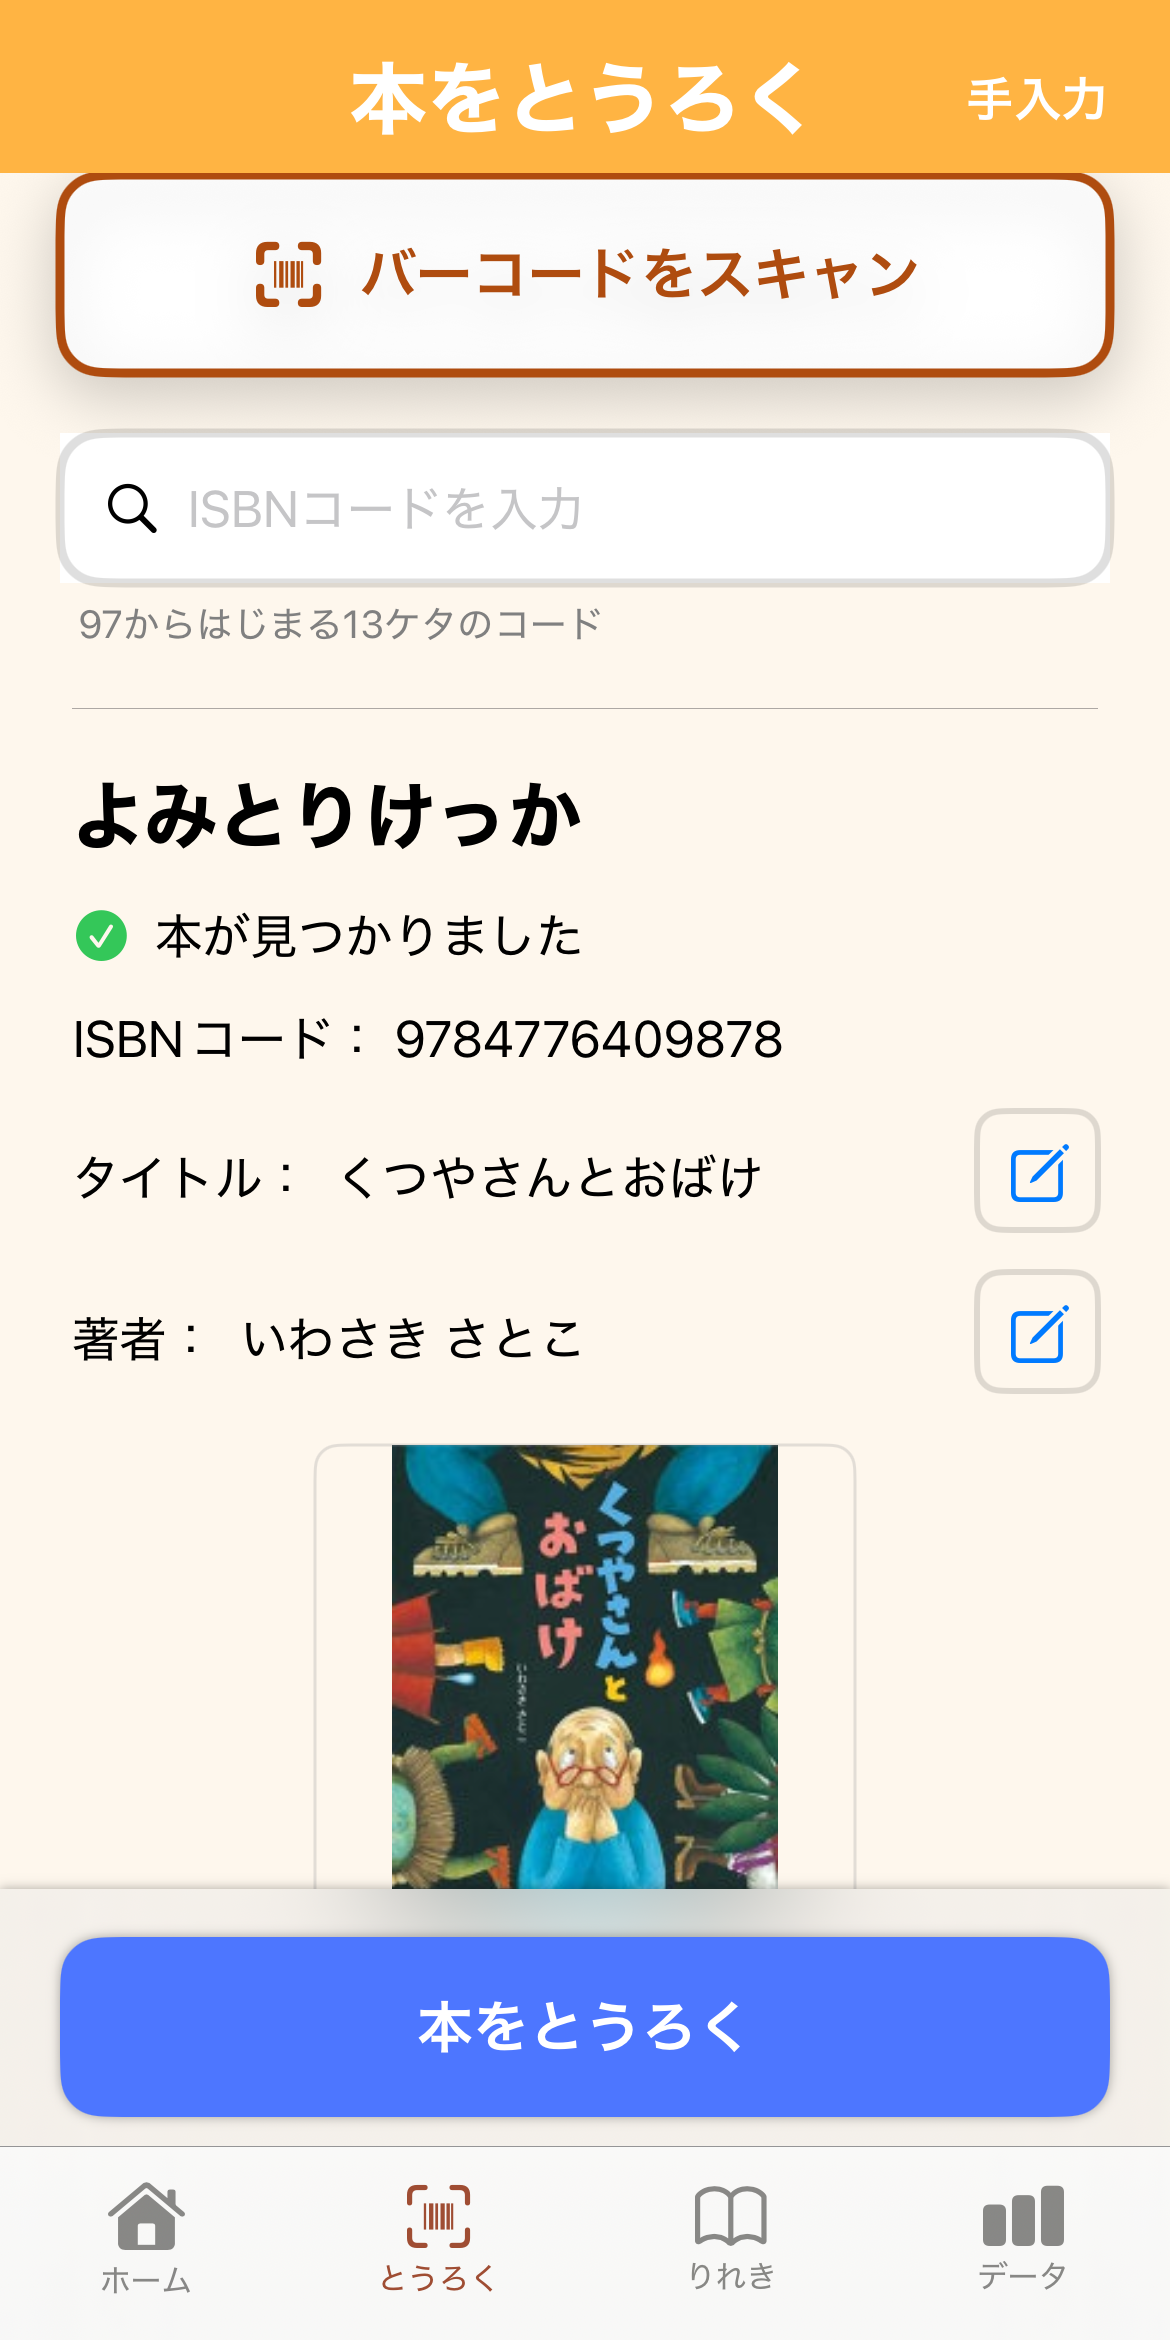 本をとうろく
手入力
バーコードをスキャン
ISBNコードを入力
97からはじまる13ケタのコード
よみとりけっか
本が見つかりました
ISBNコード： 9784776409878
タイトル： くつやさんとおばけ
著者： いわさき さとこ
くつやさんと
おばけ
いわさきさとこ
本をとうろく
ホーム
とうろく
りれき
データ